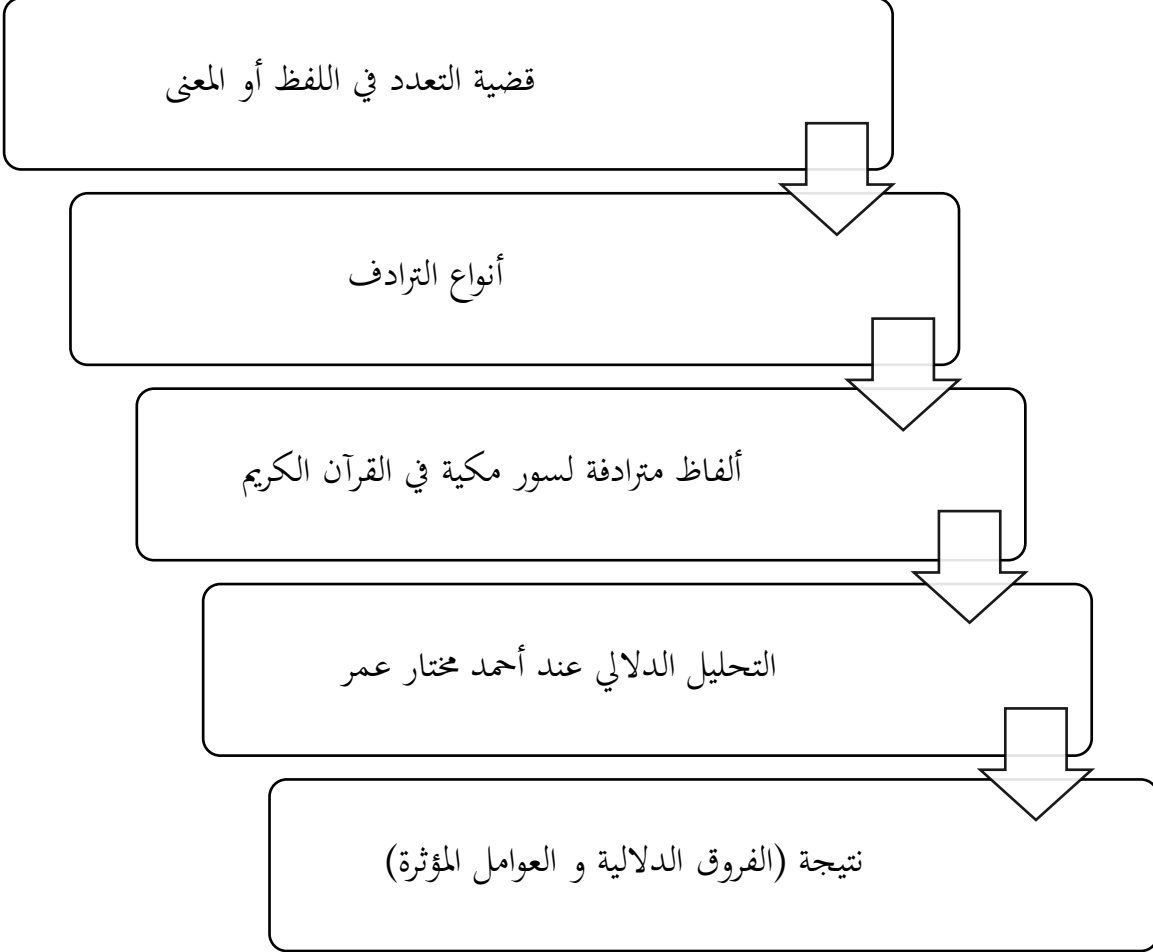 قضية التعدد في اللفظ أو المعنى
أنواع الترادف
ألفاظ مترادفة لسور مكية في القرآن الكريم
التحليل الدلالي عند أحمد مختار عمر
نتيجة (الفروق الدلالية و العوامل المؤثرة)